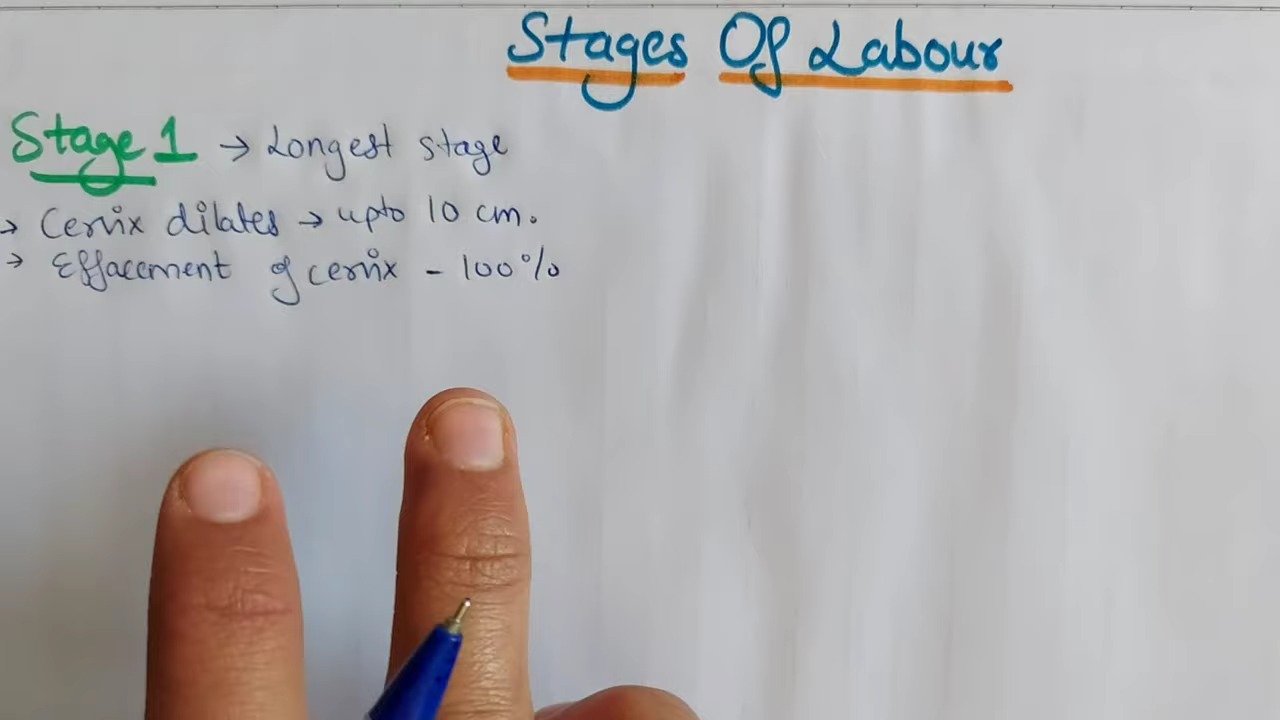 Stages Of Labour
Stage 1 → Longest stage
→ Cervix dilates → upto 10 cm.
→ Effacement of cervix - 100%